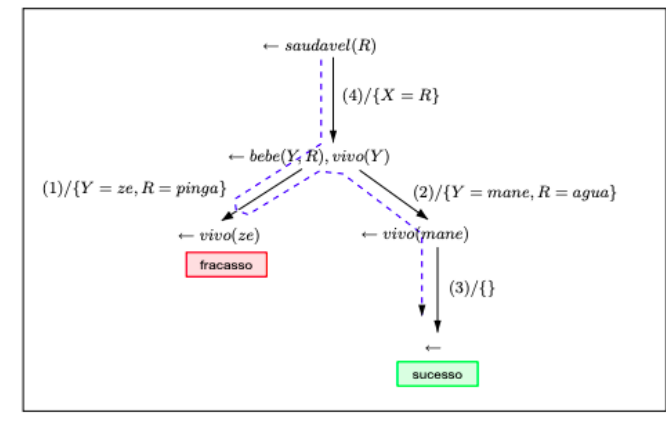 ← saudavel(R)
(4)/{X = R}
← bebe(Y, R), vivo(Y)
(1)/{Y = ze, R = pinga}
(2)/{Y = mane, R = agua}
← vivo(ze)
← vivo(mane)
fracasso
(3)/{}
←
sucesso